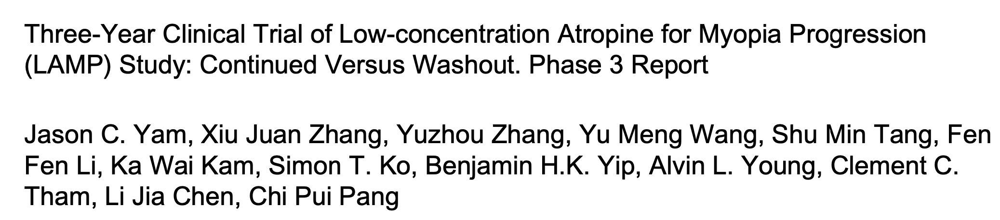 Three-Year Clinical Trial of Low-concentration Atropine for Myopia Progression
(LAMP) Study: Continued Versus Washout. Phase 3 Report
Jason C. Yam, Xiu Juan Zhang, Yuzhou Zhang, Yu Meng Wang, Shu Min Tang, Fen
Fen Li, Ka Wai Kam, Simon T. Ko, Benjamin H.K. Yip, Alvin L. Young, Clement C.
Tham, Li Jia Chen, Chi Pui Pang